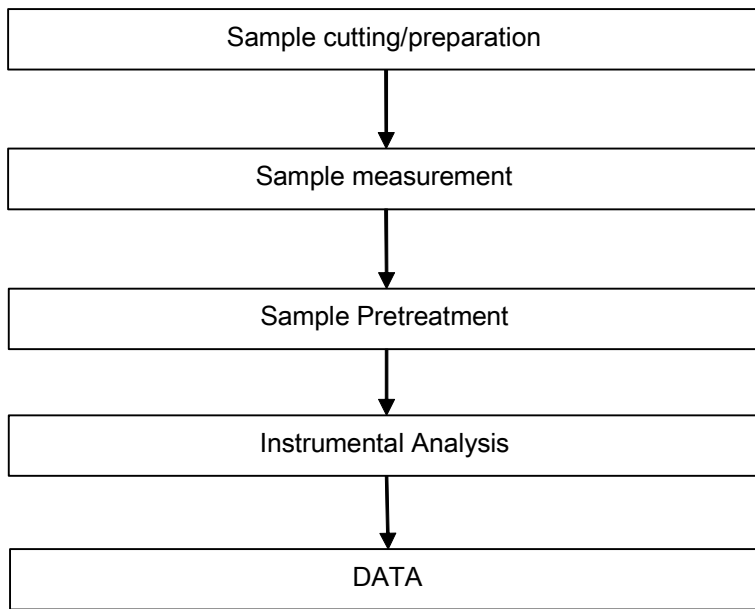 Sample cutting/preparation
Sample measurement
Sample Pretreatment
Instrumental Analysis
DATA